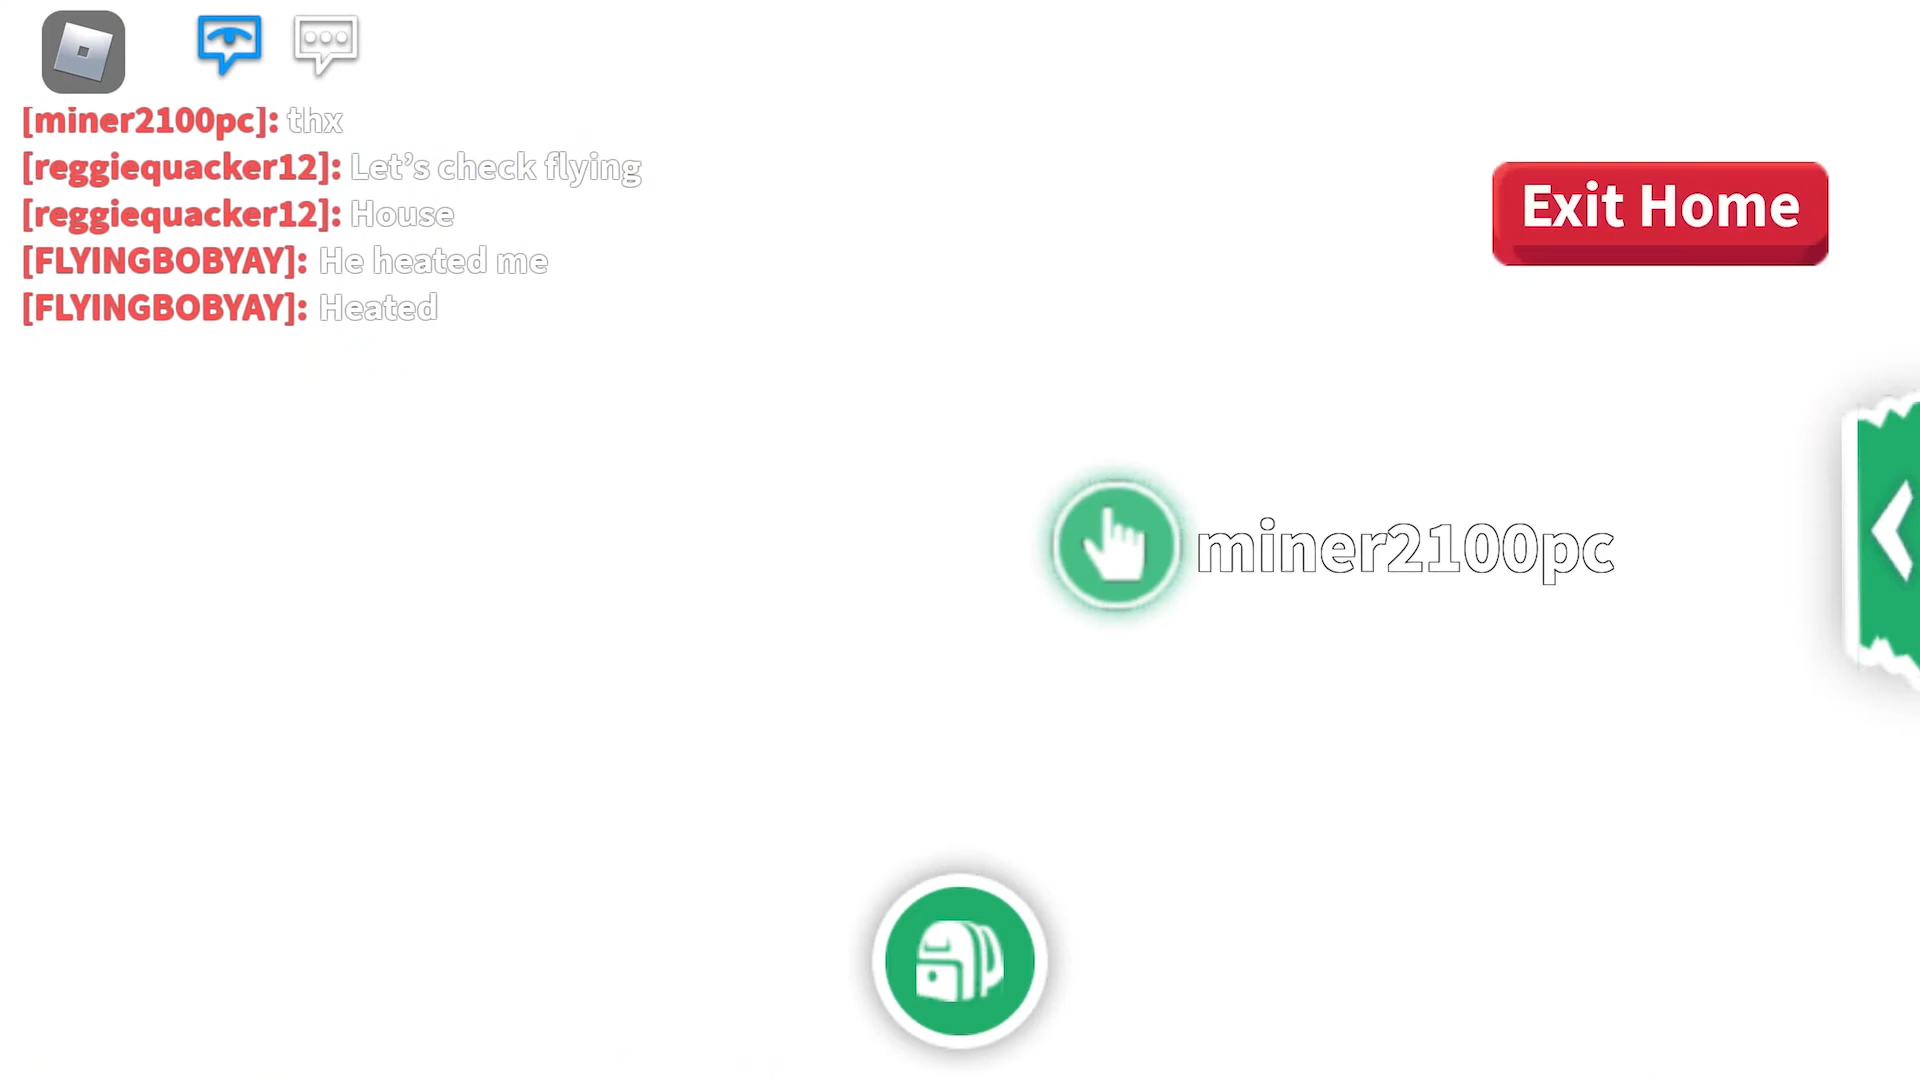 [miner2100pc]: thx
[reggiequacker12]: Let’s check flying
[reggiequacker12]: House
[FLYINGBOBYAY]: He heated me
[FLYINGBOBYAY]: Heated
Exit Home
miner2100pc